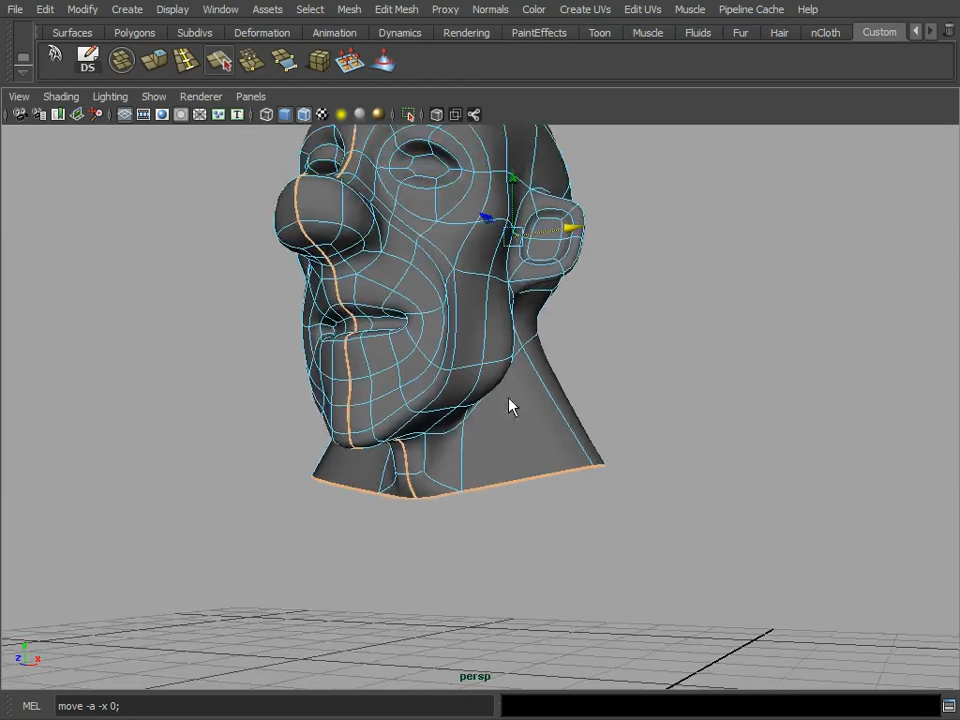 File Edit Modify Create Display Window Assets Select Mesh Edit Mesh Proxy Normals Color Create UVs Edit UVs Muscle Pipeline Cache Help
Surfaces Polygons Subdivs Deformation Animation Dynamics Rendering PaintEffects Toon Muscle Fluids Fur Hair nCloth Custom
DS
View Shading Lighting Show Renderer Panels
T
y
z x
persp
MEL move -a -x 0;